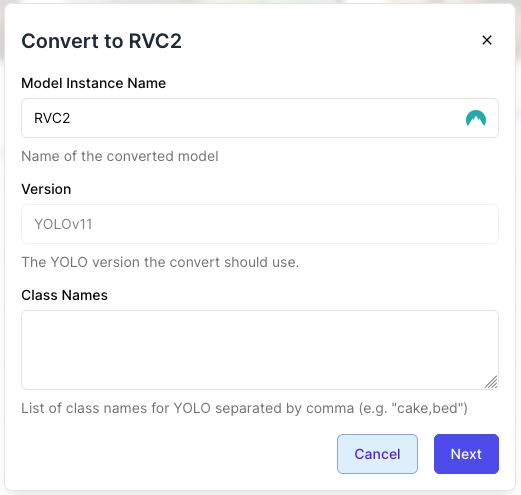 Convert to RVC2
Model Instance Name
RVC2
Name of the converted model
Version
YOLOv11
The YOLO version the convert should use.
Class Names
List of class names for YOLO separated by comma (e.g. "cake,bed")
Cancel
Next